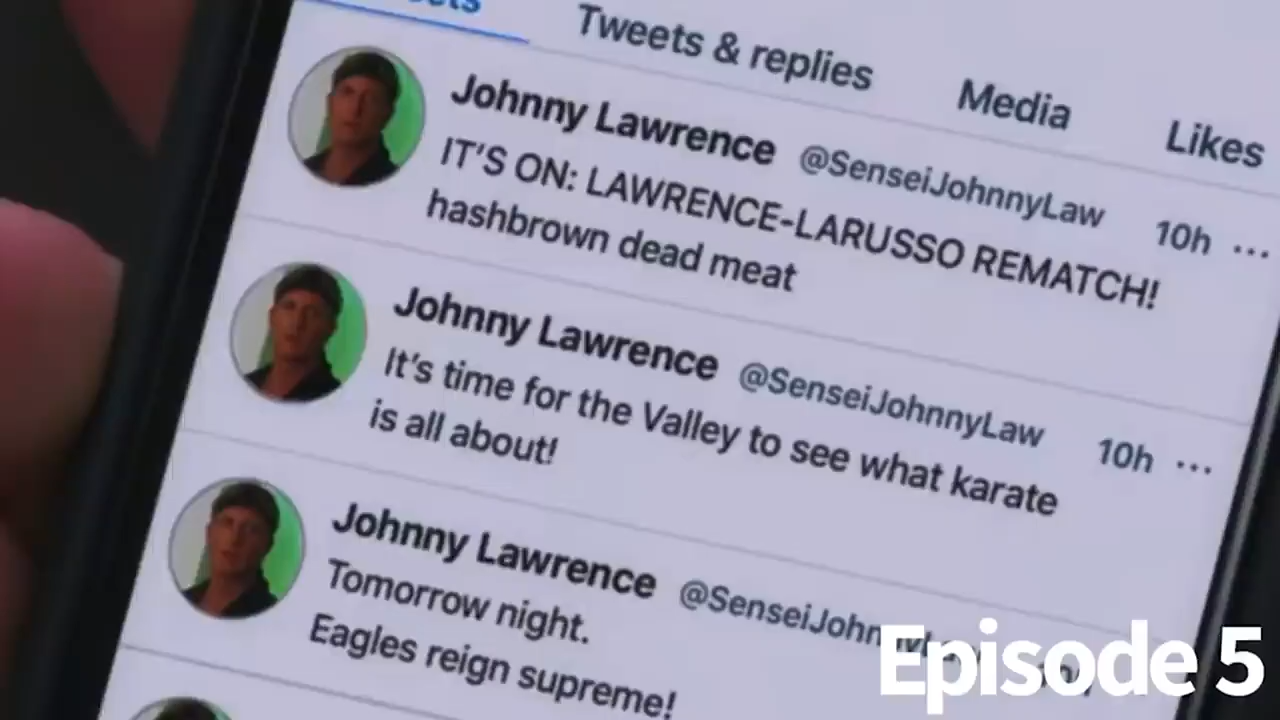 Tweets & replies
Media
Likes
Johnny Lawrence @SenseiJohnnyLaw 10h ...
IT'S ON: LAWRENCE-LARUSSO REMATCH!
hashbrown dead meat
Johnny Lawrence @SenseiJohnnyLaw 10h ...
It's time for the Valley to see what karate
is all about!
Johnny Lawrence
Tomorrow night.
Eagles reign supreme!
Episode 5